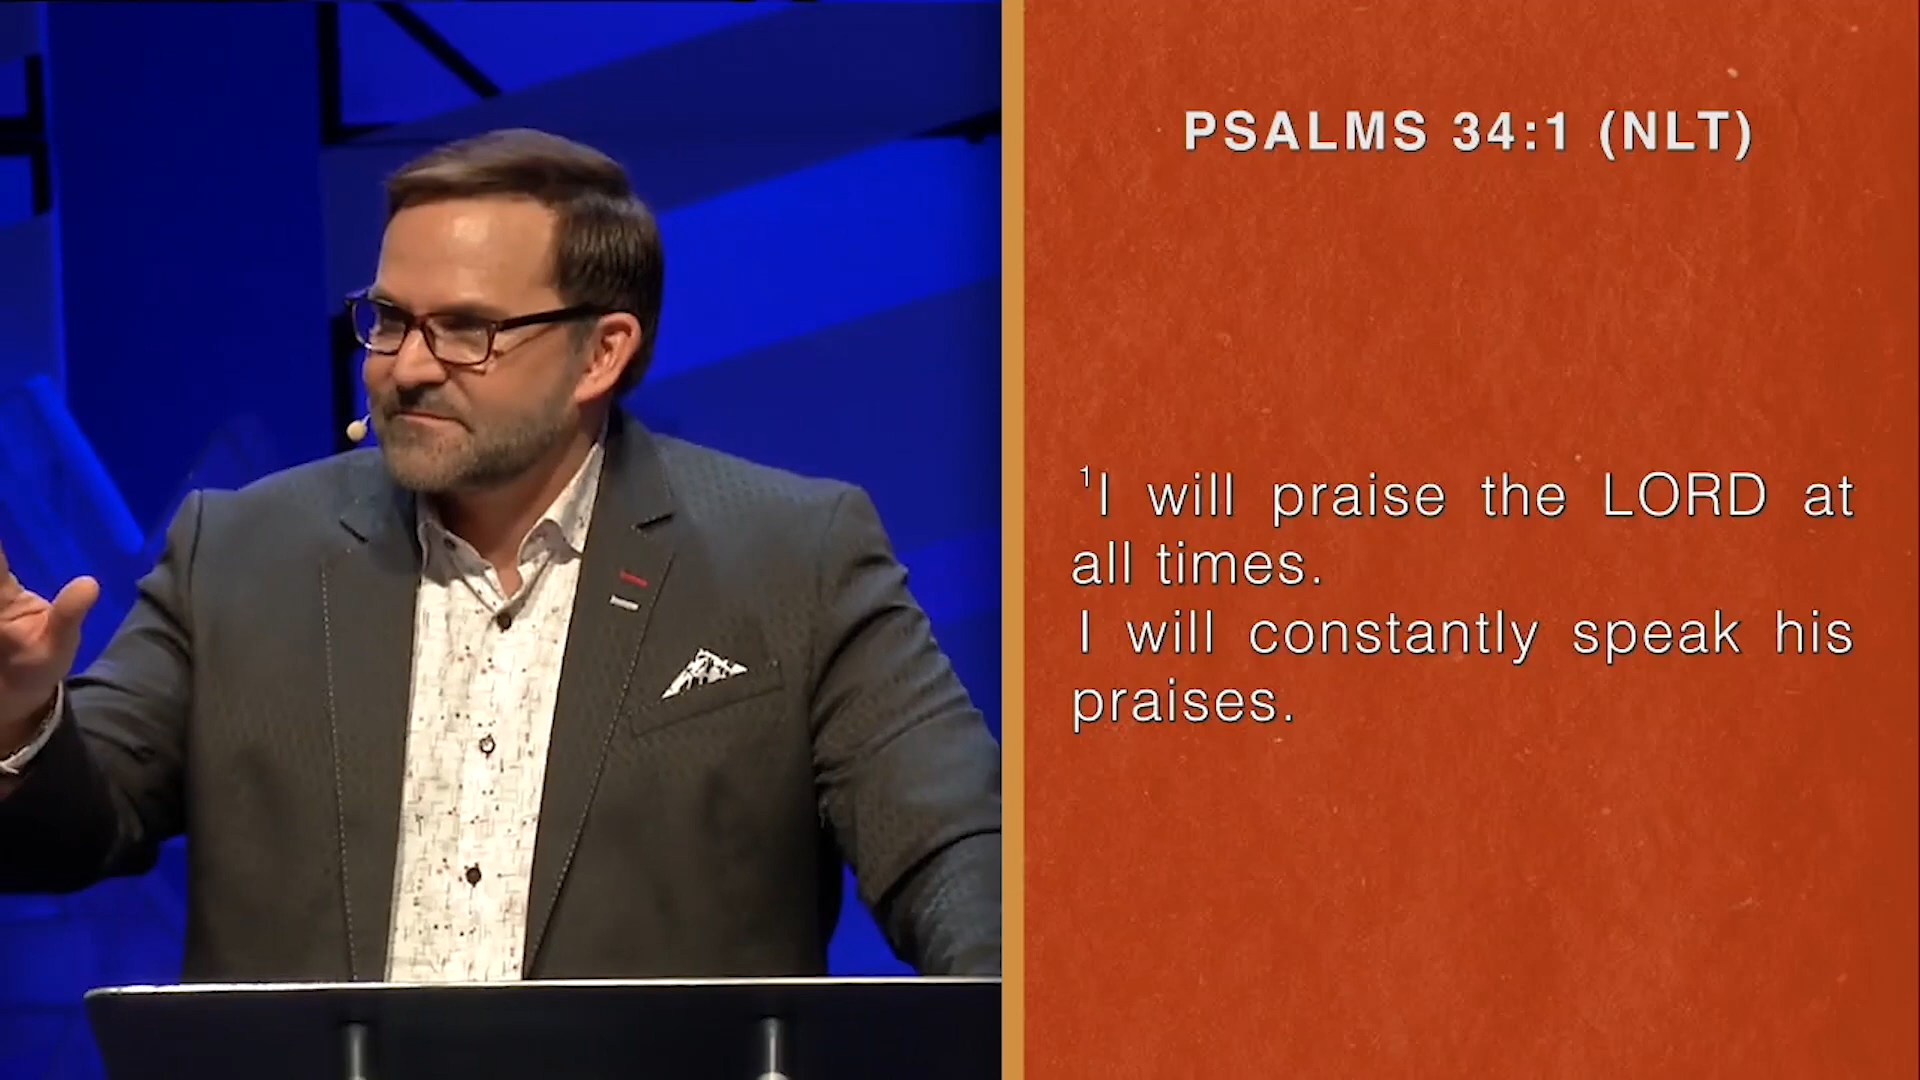 PSALMS 34:1 (NLT)
¹I will praise the LORD at
all times.
I will constantly speak his
praises.